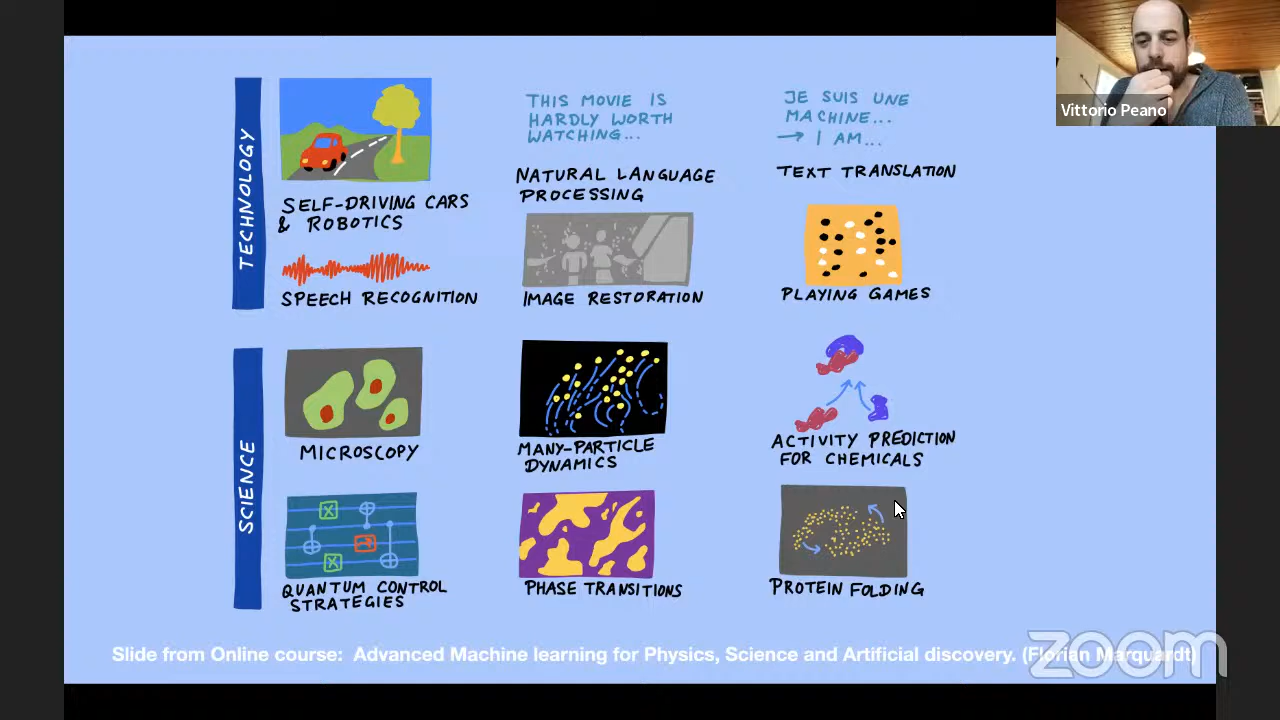 Vittorio Peano
TECHNOLOGY
THIS MOVIE IS
HARDLY WORTH
WATCHING...
JE SUIS UNE
MACHINE...
→ I AM...
SELF-DRIVING CARS
& ROBOTICS
NATURAL LANGUAGE
PROCESSING
TEXT TRANSLATION
SPEECH RECOGNITION
IMAGE RESTORATION
PLAYING GAMES
SCIENCE
MICROSCOPY
MANY-PARTICLE
DYNAMICS
ACTIVITY PREDICTION
FOR CHEMICALS
X
X
QUANTUM CONTROL
STRATEGIES
PHASE TRANSITIONS
PROTEIN FOLDING
Slide from Online course: Advanced Machine learning for Physics, Science and Artificial discovery. (Florian Marquardt)
zoom